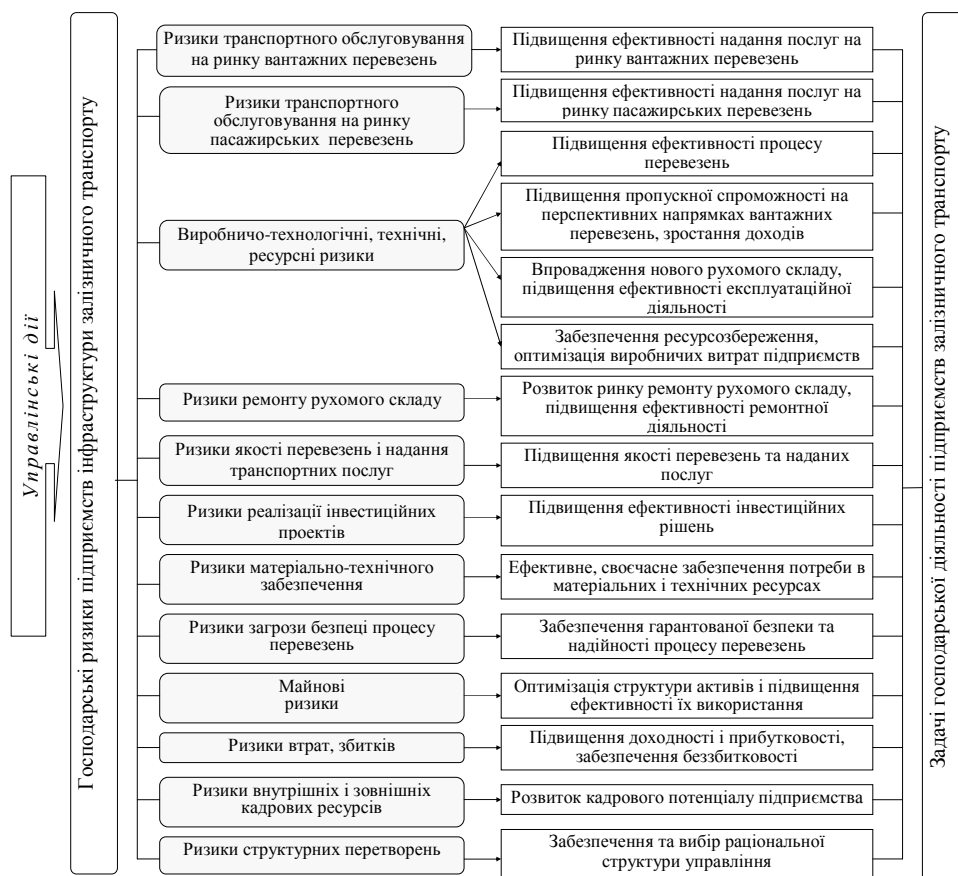 Управлінські дії
Господарські ризики підприємств інфраструктури залізничного транспорту
Ризики транспортного обслуговування
на ринку вантажних перевезень
Підвищення ефективності надання послуг на
ринку вантажних перевезень
Ризики транспортного
обслуговування на ринку
пасажирських перевезень
Підвищення ефективності надання послуг на
ринку пасажирських перевезень
Виробничо-технологічні, технічні,
ресурсні ризики
Підвищення ефективності процесу
перевезень
Підвищення пропускної спроможності на
перспективних напрямках вантажних
перевезень, зростання доходів
Впровадження нового рухомого складу,
підвищення ефективності експлуатаційної
діяльності
Забезпечення ресурсозбереження,
оптимізація виробничих витрат підприємств
Ризики ремонту рухомого складу
Розвиток ринку ремонту рухомого складу,
підвищення ефективності ремонтної
діяльності
Ризики якості перевезень і надання
транспортних послуг
Підвищення якості перевезень та наданих
послуг
Ризики реалізації інвестиційних
проектів
Підвищення ефективності інвестиційних
рішень
Ризики матеріально-технічного
забезпечення
Ефективне, своєчасне забезпечення потреби в
матеріальних і технічних ресурсах
Ризики загрози безпеці процесу
перевезень
Забезпечення гарантованої безпеки та
надійності процесу перевезень
Майнові
ризики
Оптимізація структури активів і підвищення
ефективності їх використання
Ризики втрат, збитків
Підвищення доходності і прибутковості,
забезпечення беззбитковості
Ризики внутрішніх і зовнішніх
кадрових ресурсів
Розвиток кадрового потенціалу підприємства
Ризики структурних перетворень
Забезпечення та вибір раціональної
структури управління
Задачі господарської діяльності підприємств залізничного транспорту